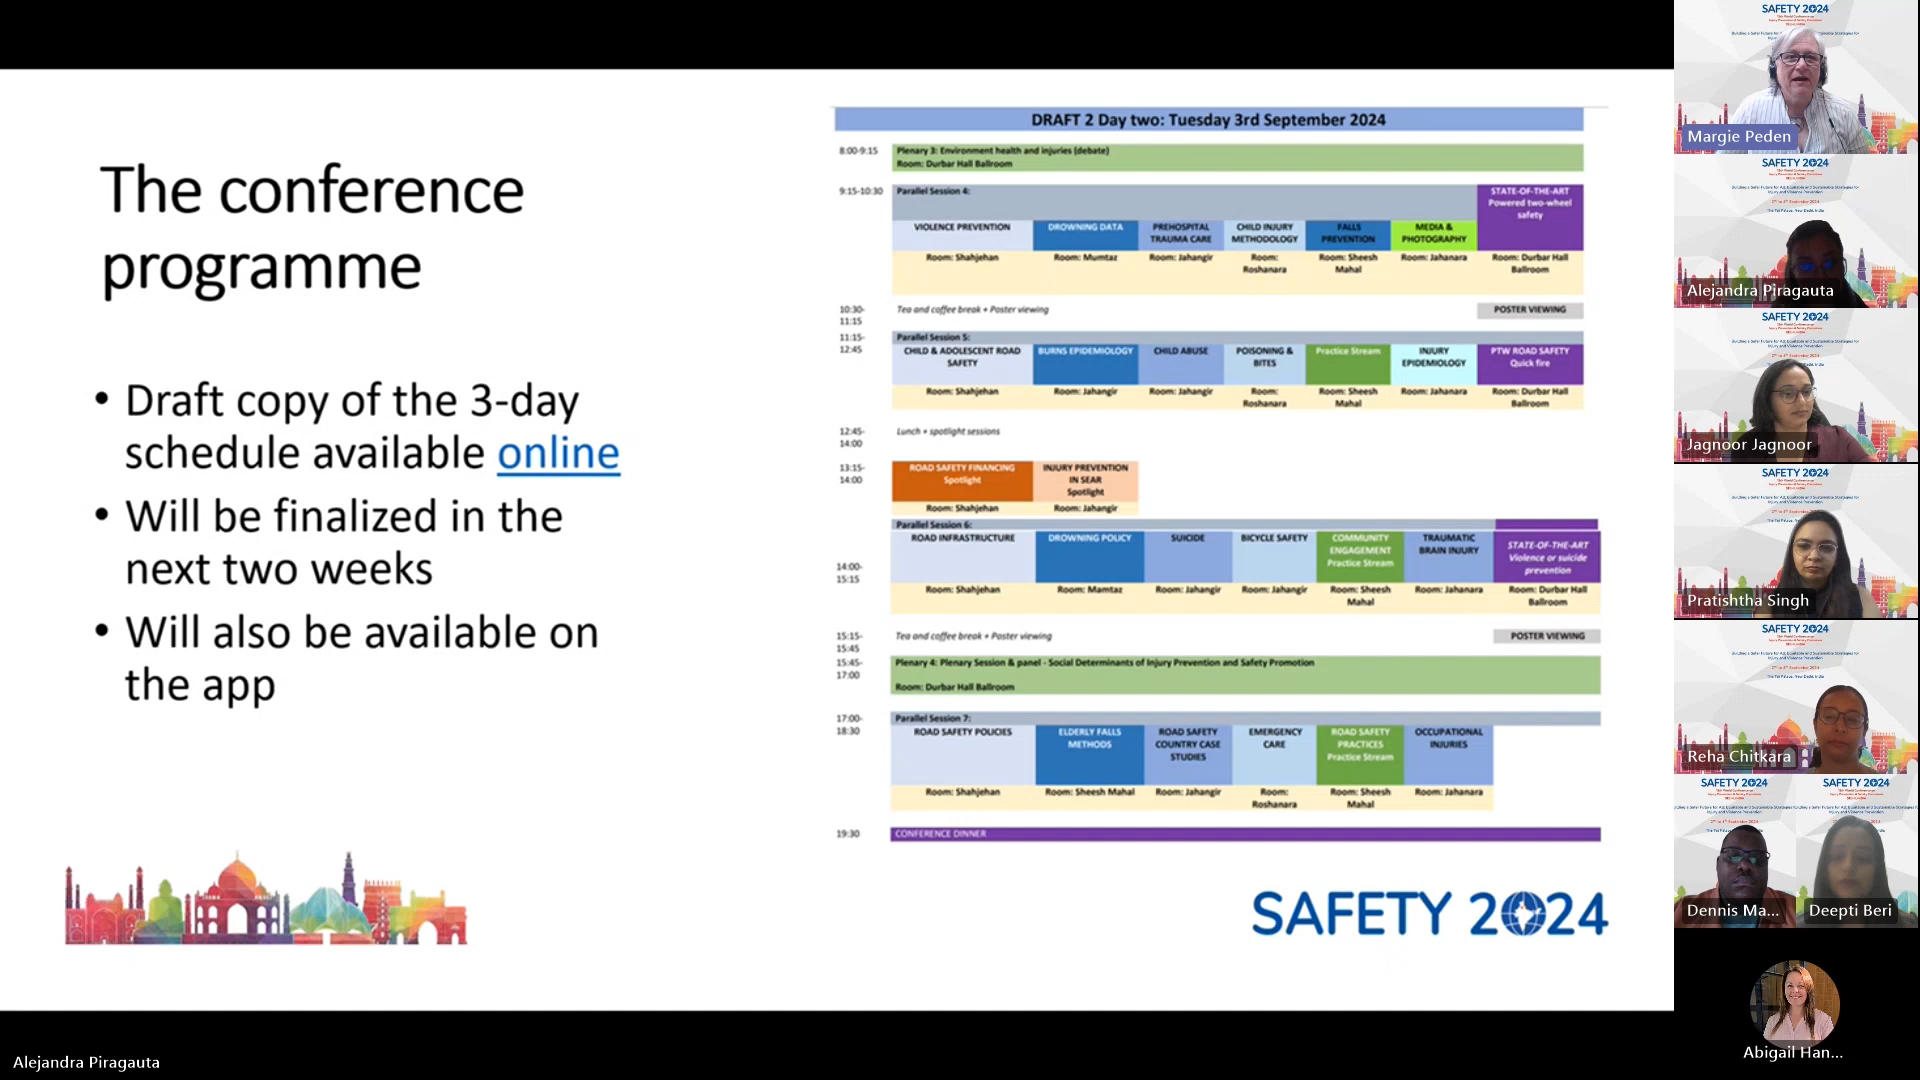 The conference
programme
• Draft copy of the 3-day
schedule available online
• Will be finalized in the
next two weeks
• Will also be available on
the app
DRAFT 2 Day two: Tuesday 3rd September 2024
8:00-9:15
Plenary 3: Environment health and injuries (debate)
Room: Durbar Hall Ballroom
9:15-10:30
Parallel Session 4:
STATE-OF-THE-ART
Powered two-wheel
safety
VIOLENCE PREVENTION
DROWNING DATA
PREHOSPITAL
TRAUMA CARE
CHILD INJURY
METHODOLOGY
FALLS
PREVENTION
MEDIA &
PHOTOGRAPHY
Room: Shahjehan
Room: Mumtaz
Room: Jahangir
Room:
Roshanara
Room: Sheesh
Mahal
Room: Jahanara
Room: Durbar Hall
Ballroom
10:30-
11:15
Tea and coffee break + Poster viewing
POSTER VIEWING
11:15-
12:45
Parallel Session 5:
CHILD & ADOLESCENT ROAD
SAFETY
BURNS EPIDEMIOLOGY
CHILD ABUSE
POISONING &
BITES
Practice Stream
INJURY
EPIDEMIOLOGY
PTW ROAD SAFETY
Quick fire
Room: Shahjehan
Room: Jahangir
Room: Jahangir
Room:
Roshanara
Room: Sheesh
Mahal
Room: Jahanara
Room: Durbar Hall
Ballroom
12:45-
14:00
Lunch + spotlight sessions
13:15-
14:00
ROAD SAFETY FINANCING
Spotlight
INJURY PREVENTION
IN SEAR
Spotlight
Room: Shahjehan
Room: Jahangir
Parallel Session 6:
14:00-
15:15
ROAD INFRASTRUCTURE
DROWNING POLICY
SUICIDE
BICYCLE SAFETY
COMMUNITY
ENGAGEMENT
Practice Stream
TRAUMATIC
BRAIN INJURY
STATE-OF-THE-ART
Violence or suicide
prevention
Room: Shahjehan
Room: Mamtaz
Room: Jahangir
Room: Jahangir
Room: Sheesh
Mahal
Room: Jahanara
Room: Durbar Hall
Ballroom
15:15-
15:45
Tea and coffee break + Poster viewing
POSTER VIEWING
15:45-
17:00
Plenary 4: Plenary Session & panel - Social Determinants of Injury Prevention and Safety Promotion
Room: Durbar Hall Ballroom
17:00-
18:30
Parallel Session 7:
ROAD SAFETY POLICIES
ELDERLY FALLS
METHODS
ROAD SAFETY
COUNTRY CASE
STUDIES
EMERGENCY
CARE
ROAD SAFETY
PRACTICES
Practice Stream
OCCUPATIONAL
INJURIES
Room: Shahjehan
Room: Sheesh Mahal
Room: Jahangir
Room:
Roshanara
Room: Sheesh
Mahal
Room: Jahanara
19:30
CONFERENCE DINNER
SAFETY 2024
Alejandra Piragauta
SAFETY 2024
Margie Peden
SAFETY 2024
Alejandra Piragauta
SAFETY 2024
Jagnoor Jagnoor
SAFETY 2024
Pratishtha Singh
SAFETY 2024
Reha Chitkara
SAFETY 2024
Dennis Ma...
SAFETY 2024
Deepti Beri
Abigail Han...